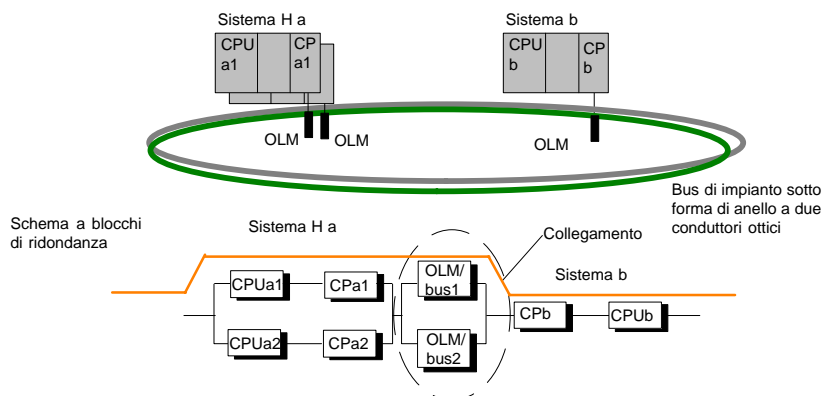 Sistema H a
Sistema b
CPU
a1
CP
a1
CPU
b
CP
b
OLM
OLM
OLM
Bus di impianto sotto
forma di anello a due
conduttori ottici
Schema a blocchi
di ridondanza
Sistema H a
Collegamento
Sistema b
CPUa1
CPa1
OLM/
bus1
CPb
CPUb
CPUa2
CPa2
OLM/
bus2